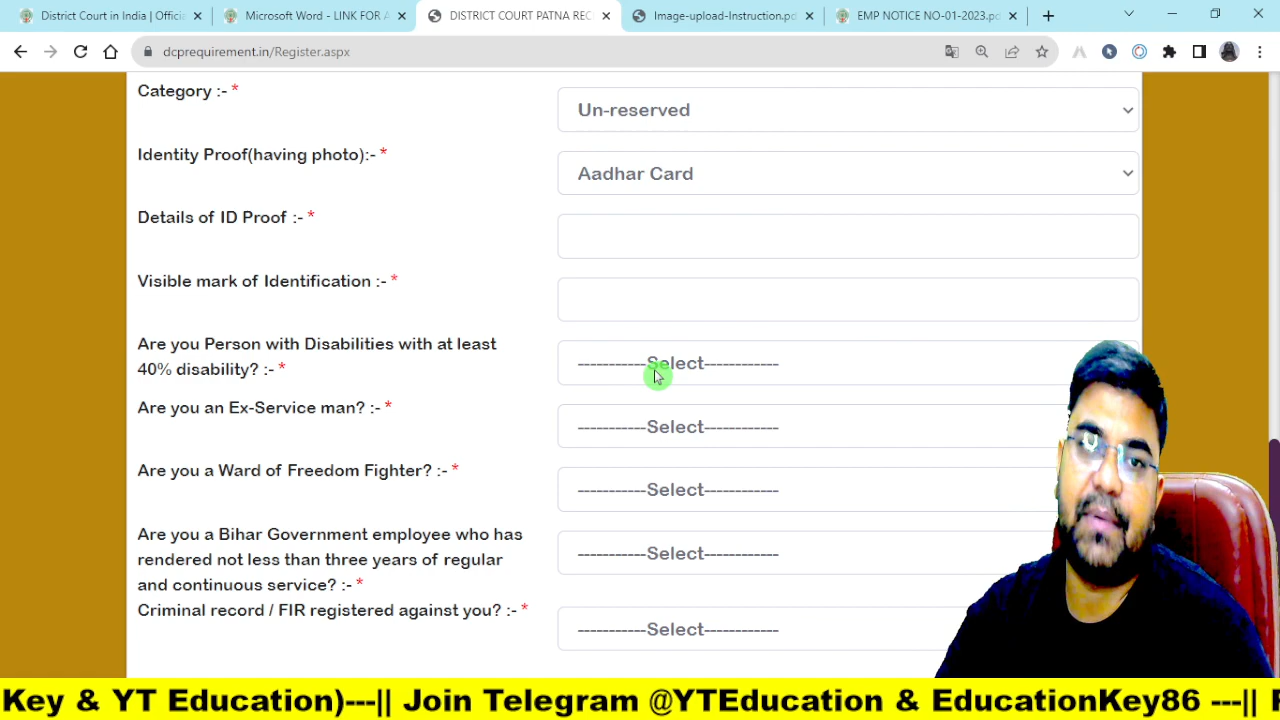 District Court in India | Officia
Microsoft Word - LINK FOR A
DISTRICT COURT PATNA REC
Image-upload-Instruction.pd
EMP NOTICE NO-01-2023.pd
dcprequirement.in/Register.aspx
Category :- *
Un-reserved
Identity Proof(having photo):- *
Aadhar Card
Details of ID Proof :- *
Visible mark of Identification :- *
Are you Person with Disabilities with at least
40% disability? :- *
-----------Select------------
Are you an Ex-Service man? :- *
-----------Select------------
Are you a Ward of Freedom Fighter? :- *
-----------Select------------
Are you a Bihar Government employee who has
rendered not less than three years of regular
and continuous service? :- *
-----------Select------------
Criminal record / FIR registered against you? :- *
-----------Select------------
Key & YT Education)---|| Join Telegram @YTEducation & EducationKey86 ---||